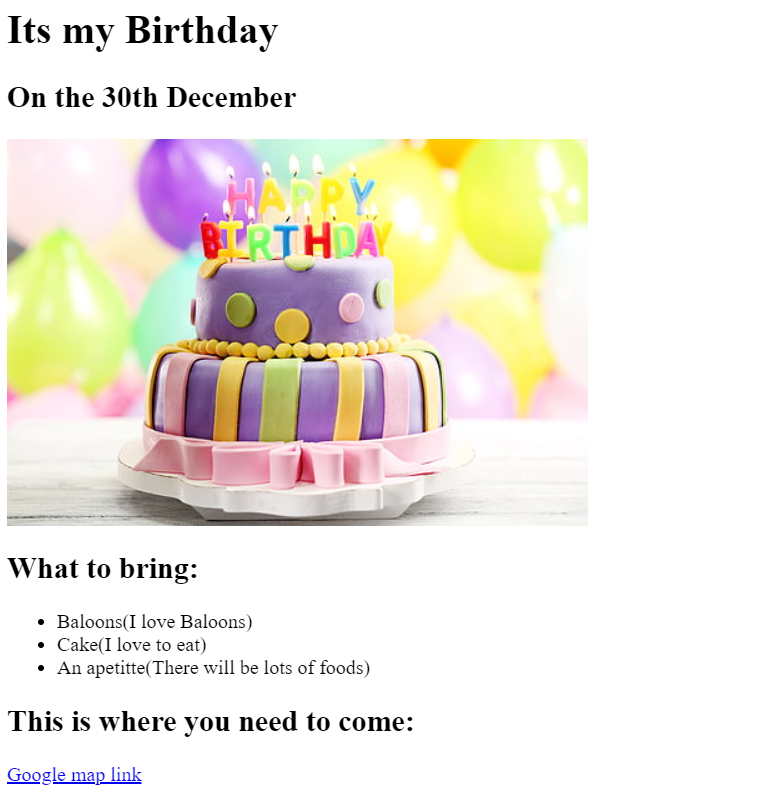 Its my Birthday
On the 30th December
HAPPY
BIRTHDAY
What to bring:
Baloons(I love Baloons)
Cake(I love to eat)
An apetitte(There will be lots of foods)
This is where you need to come:
Google map link